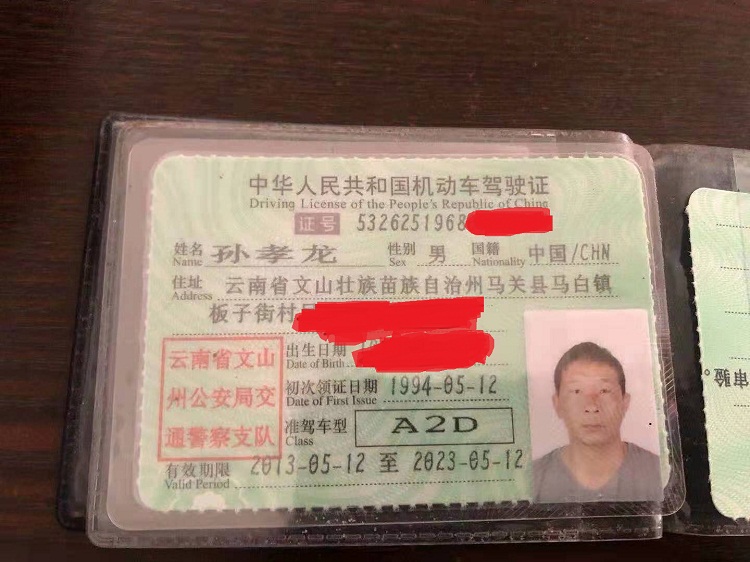 中华人民共和国机动车驾驶证
Driving License of the People's Republic of China
证号 5326251968
姓名 孙孝龙 性别 男 国籍 中国/CHN
Name Sex Nationality
住址 云南省文山壮族苗族自治州马关县马白镇
Address
板子街村
出生日期
Date of Birth
云南省文山
州公安局交
通警察支队
初次领证日期 1994-05-12
Date of First Issue
准驾车型 A2D
Class
有效期限 2013-05-12 至 2023-05-12
Valid Period
审验。